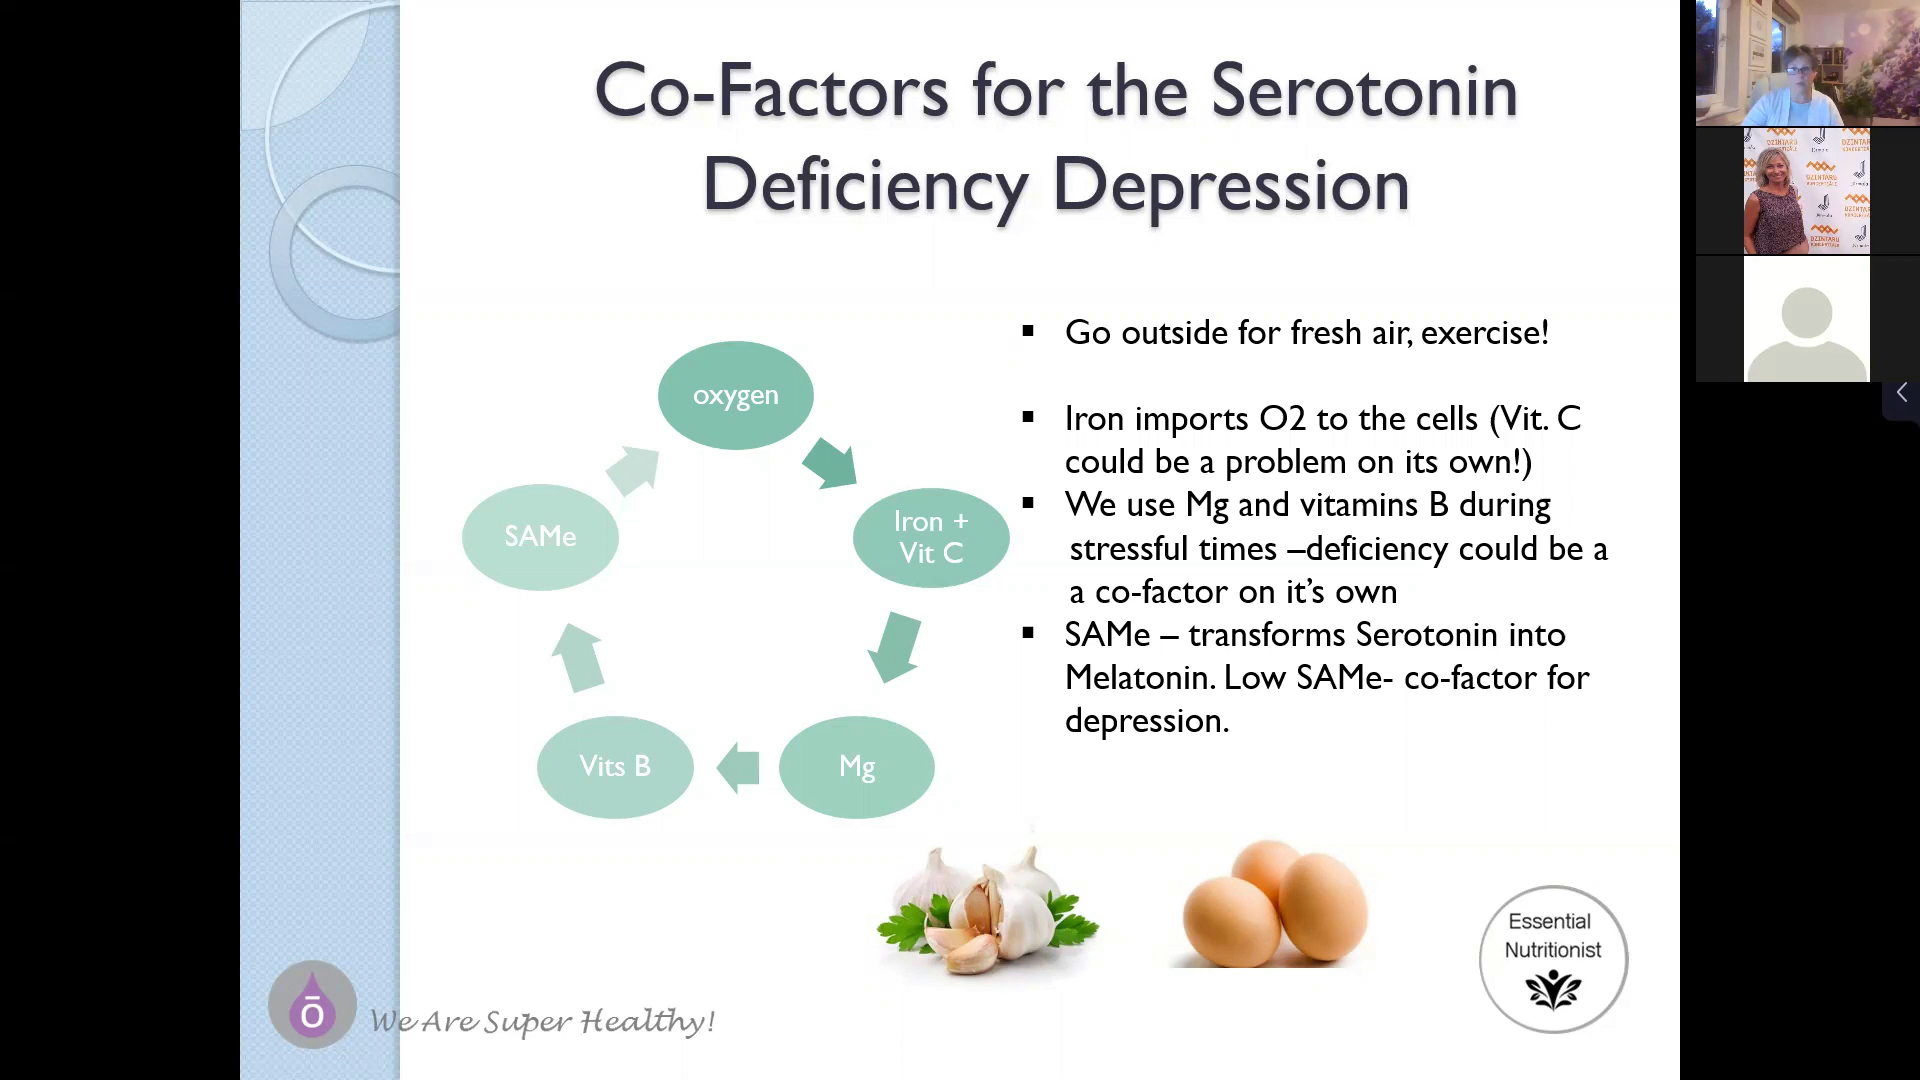 Co-Factors for the Serotonin
Deficiency Depression
oxygen
Iron +
Vit C
Mg
Vits B
SAMe
▪ Go outside for fresh air, exercise!
▪ Iron imports O2 to the cells (Vit. C
could be a problem on its own!)
▪ We use Mg and vitamins B during
stressful times –deficiency could be a
a co-factor on it’s own
▪ SAMe – transforms Serotonin into
Melatonin. Low SAMe- co-factor for
depression.
Essential
Nutritionist
ō
We Are Super Healthy!
DZINTARU
KONCERTZĀLE